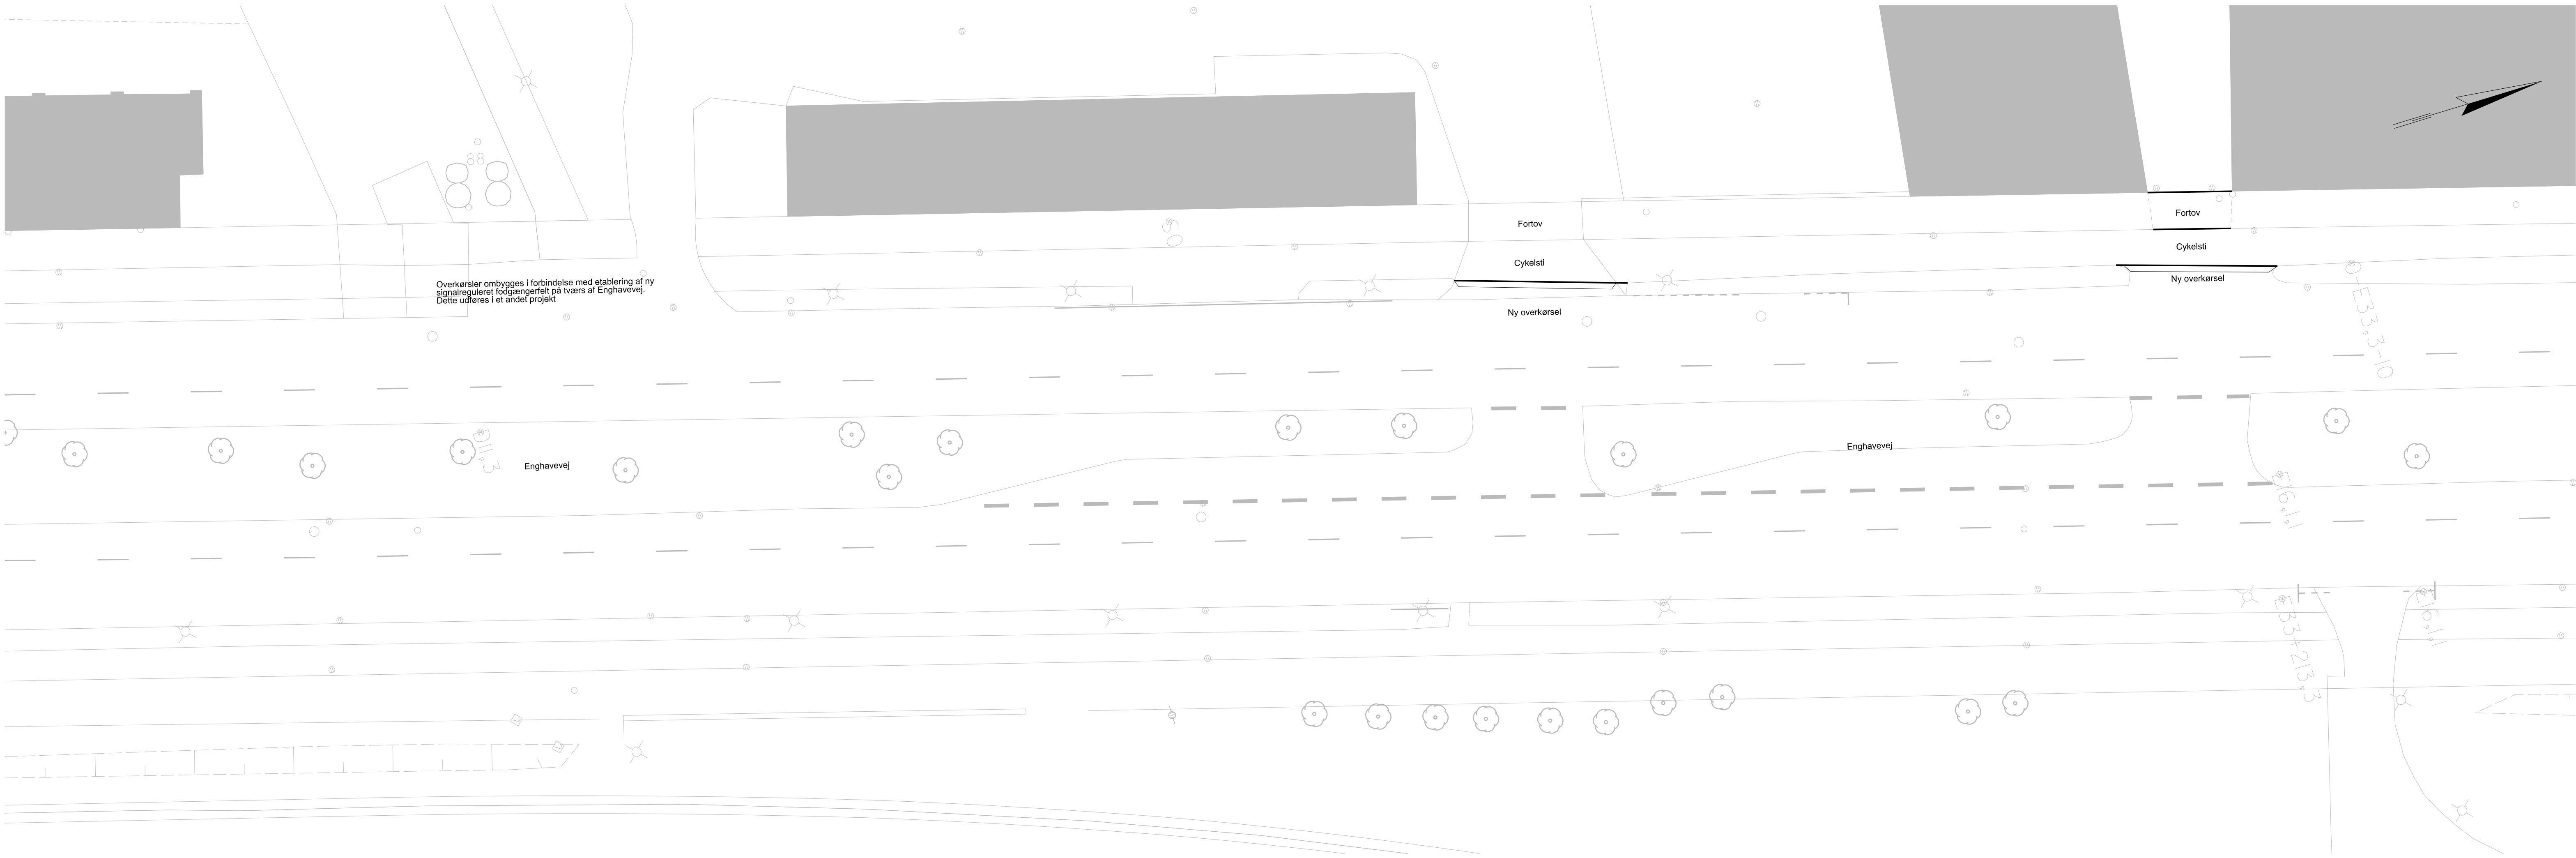 Fortov
Fortov
Cykelsti
Cykelsti
Ny overkørsel
Overkørsler ombygges i forbindelse med etablering af ny
signalreguleret fodgængerfelt på tværs af Enghavevej.
Dette udføres i et andet projekt
Ny overkørsel
Enghavevej
Enghavevej